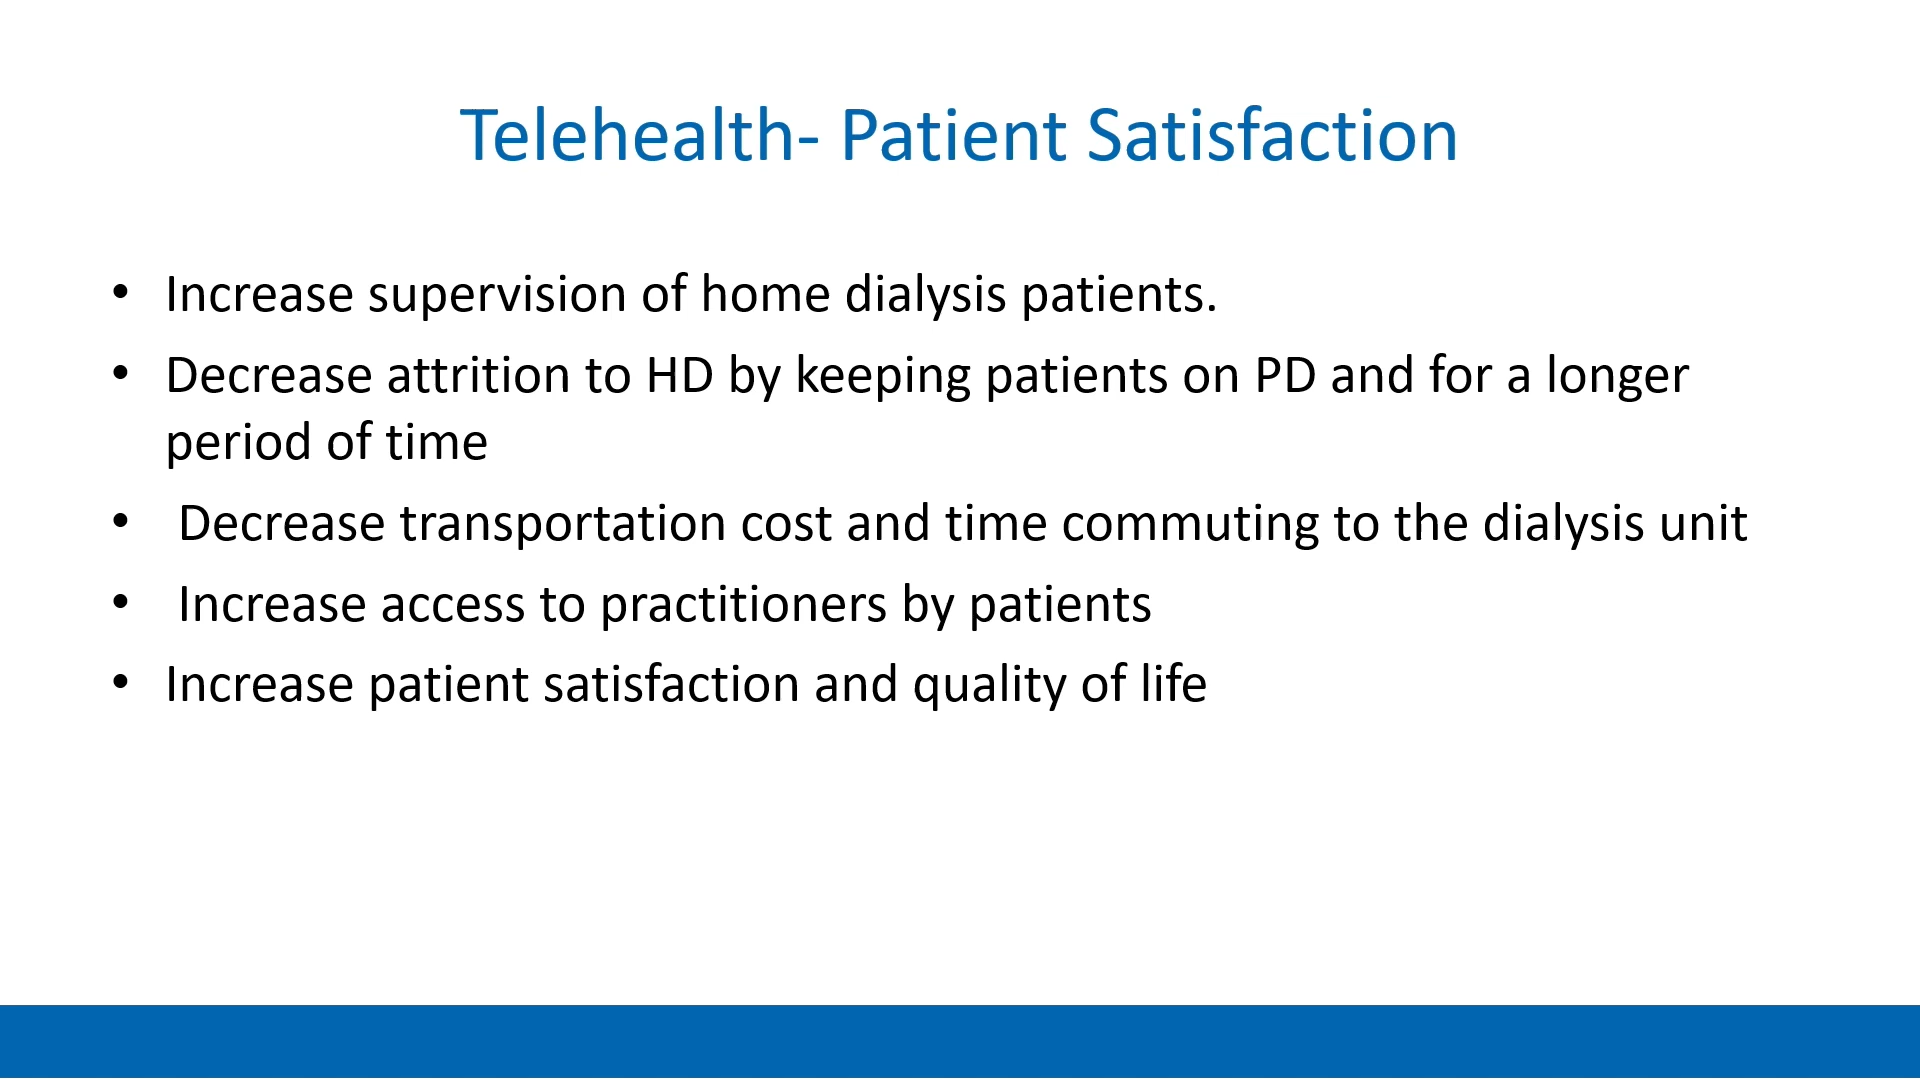 Telehealth- Patient Satisfaction
• Increase supervision of home dialysis patients.
• Decrease attrition to HD by keeping patients on PD and for a longer
period of time
• Decrease transportation cost and time commuting to the dialysis unit
• Increase access to practitioners by patients
• Increase patient satisfaction and quality of life